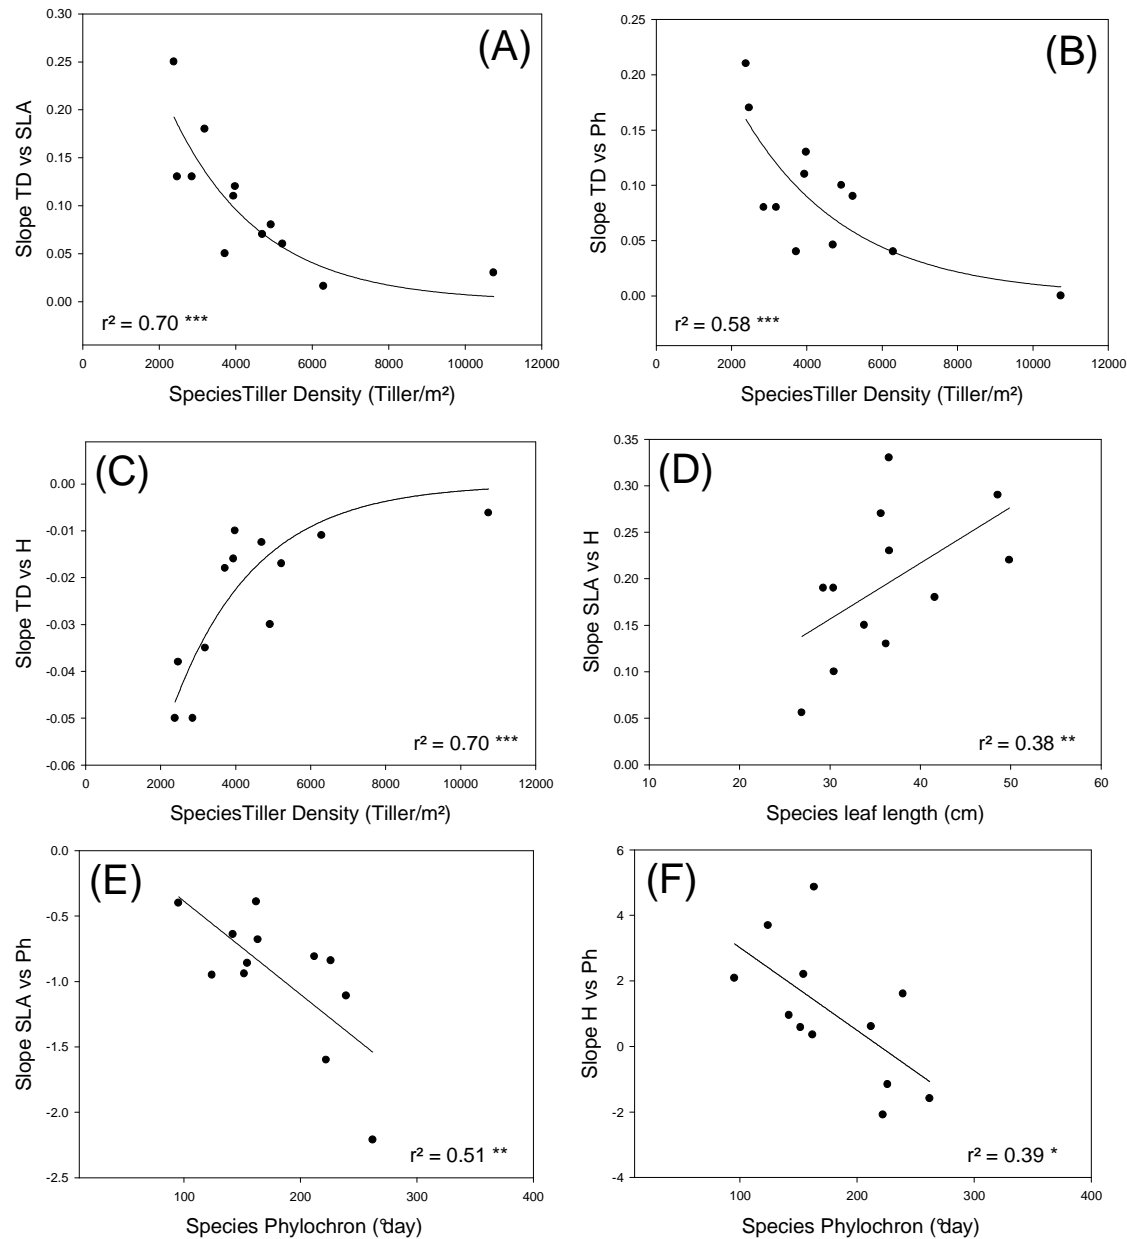 (A)
Slope TD vs SLA
0.30
0.25
0.20
0.15
0.10
0.05
0.00
r² = 0.70 ***
0 2000 4000 6000 8000 10000 12000
SpeciesTiller Density (Tiller/m²)
(B)
Slope TD vs Ph
0.25
0.20
0.15
0.10
0.05
0.00
r² = 0.58 ***
0 2000 4000 6000 8000 10000 12000
SpeciesTiller Density (Tiller/m²)
(C)
Slope TD vs H
0.00
-0.01
-0.02
-0.03
-0.04
-0.05
-0.06
r² = 0.70 ***
0 2000 4000 6000 8000 10000 12000
SpeciesTiller Density (Tiller/m²)
(D)
Slope SLA vs H
0.35
0.30
0.25
0.20
0.15
0.10
0.05
0.00
r² = 0.38 **
10 20 30 40 50 60
Species leaf length (cm)
(E)
Slope SLA vs Ph
0.0
-0.5
-1.0
-1.5
-2.0
-2.5
r² = 0.51 **
100 200 300 400
Species Phylochron (°day)
(F)
Slope H vs Ph
6
4
2
0
-2
-4
r² = 0.39 *
100 200 300 400
Species Phylochron (°day)